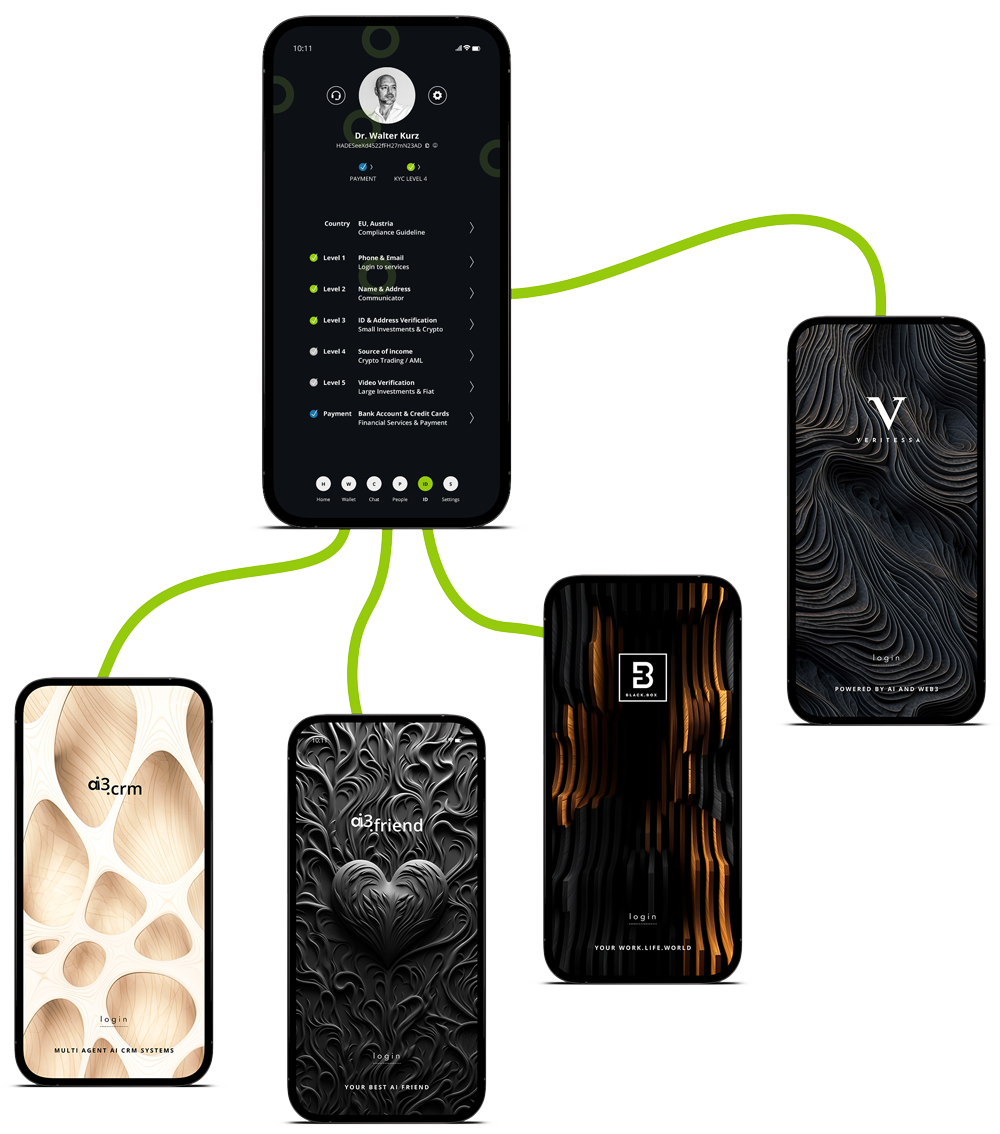 10:11
Dr. Walter Kurz
HADESeeXd4522fFH27mN23AD
PAYMENT
KYC LEVEL 4
Country EU, Austria
Compliance Guideline
Level 1 Phone & Email
Login to services
Level 2 Name & Address
Communicator
Level 3 ID & Address Verification
Small Investments & Crypto
Level 4 Source of income
Crypto Trading / AML
Level 5 Video Verification
Large Investments & Fiat
Payment Bank Account & Credit Cards
Financial Services & Payment
H W C P ID S
Home Wallet Chat People ID Settings
V
VERITESSA
login
POWERED BY AI AND WEB3
B
BLACK.BOX
login
YOUR WORK.LIFE.WORLD
ai3.crm
login
MULTI AGENT AI CRM SYSTEMS
10:11
ai3.friend
login
YOUR BEST AI FRIEND